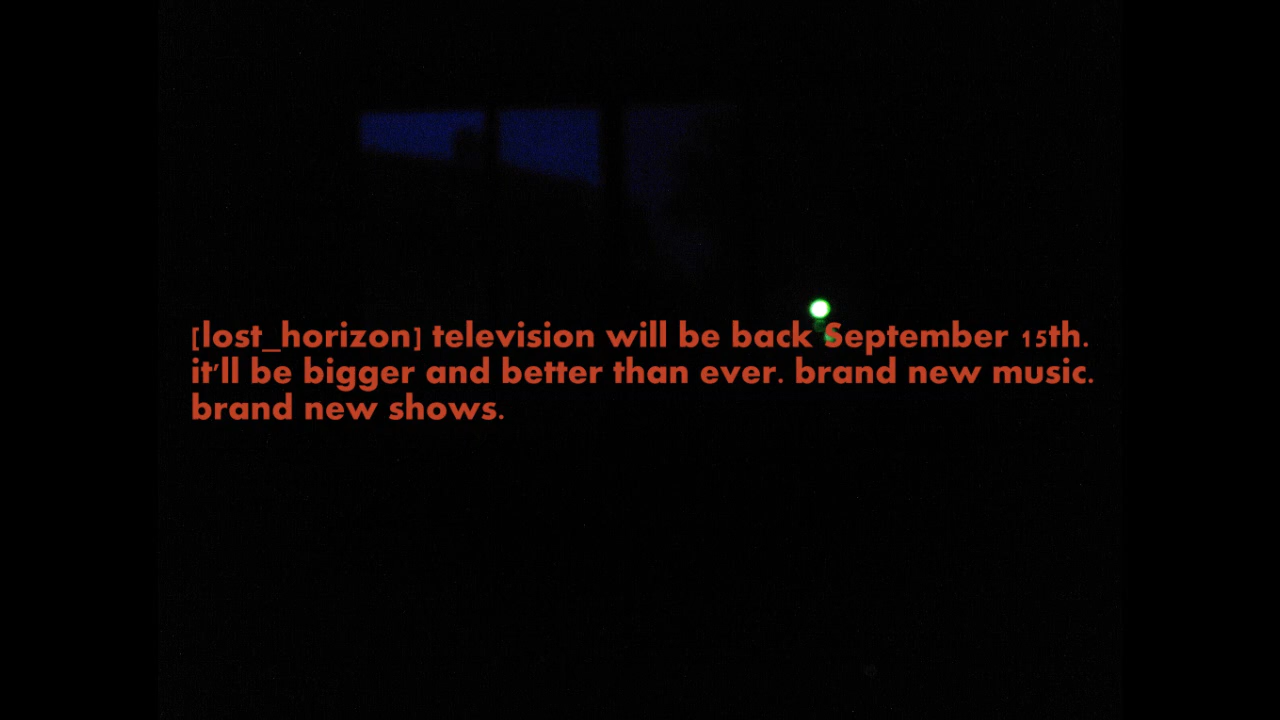 [lost_horizon] television will be back September 15th.
it'll be bigger and better than ever. brand new music.
brand new shows.